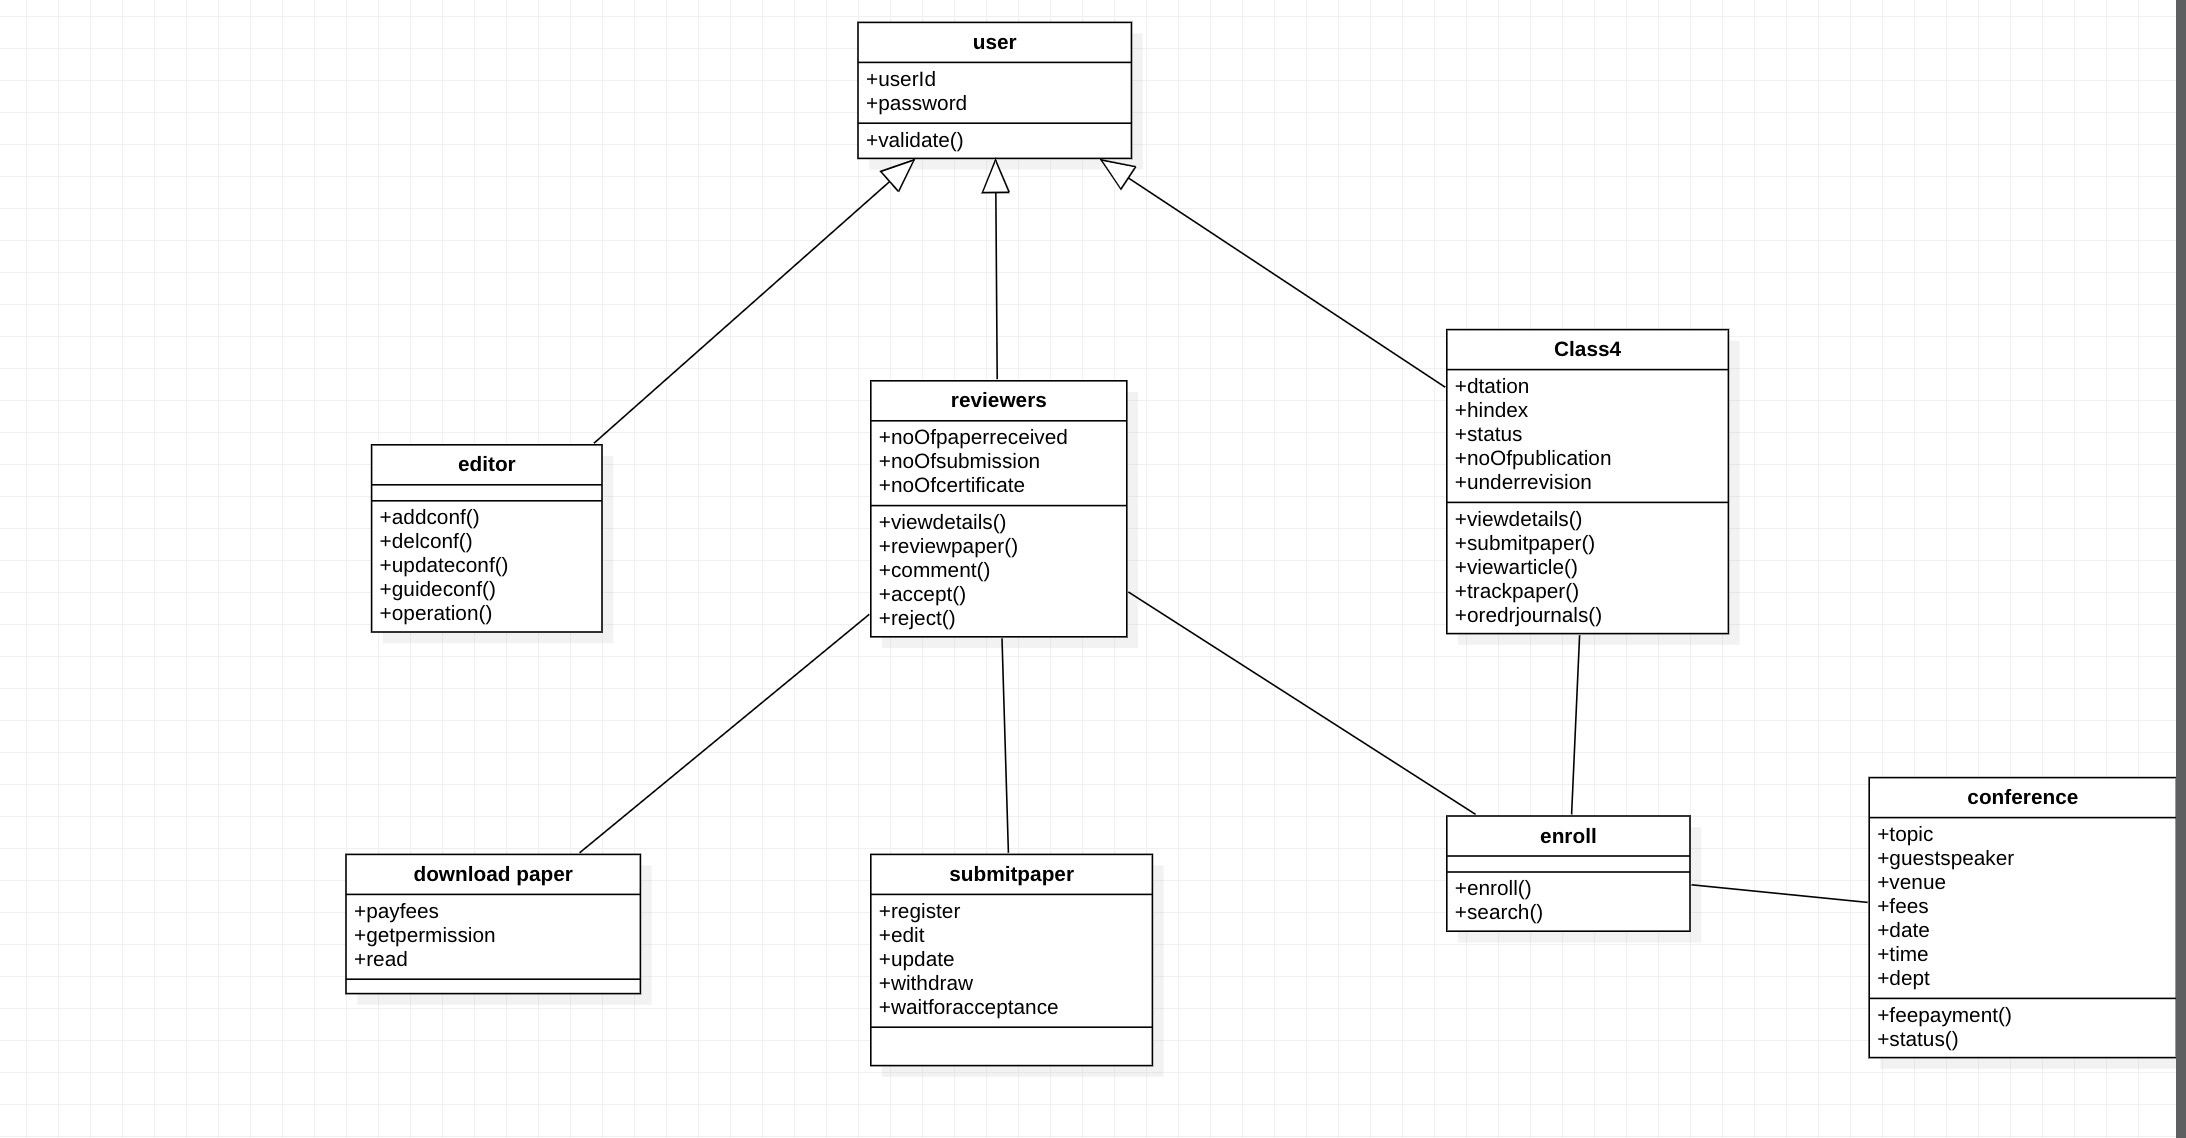 user
+userId
+password
+validate()
editor
+addconf()
+delconf()
+updateconf()
+guideconf()
+operation()
reviewers
+noOfpaperreceived
+noOfsubmission
+noOfcertificate
+viewdetails()
+reviewpaper()
+comment()
+accept()
+reject()
Class4
+dtation
+hindex
+status
+noOfpublication
+underrevision
+viewdetails()
+submitpaper()
+viewarticle()
+trackpaper()
+oredrjournals()
download paper
+payfees
+getpermission
+read
submitpaper
+register
+edit
+update
+withdraw
+waitforacceptance
enroll
+enroll()
+search()
conference
+topic
+guestspeaker
+venue
+fees
+date
+time
+dept
+feepayment()
+status()